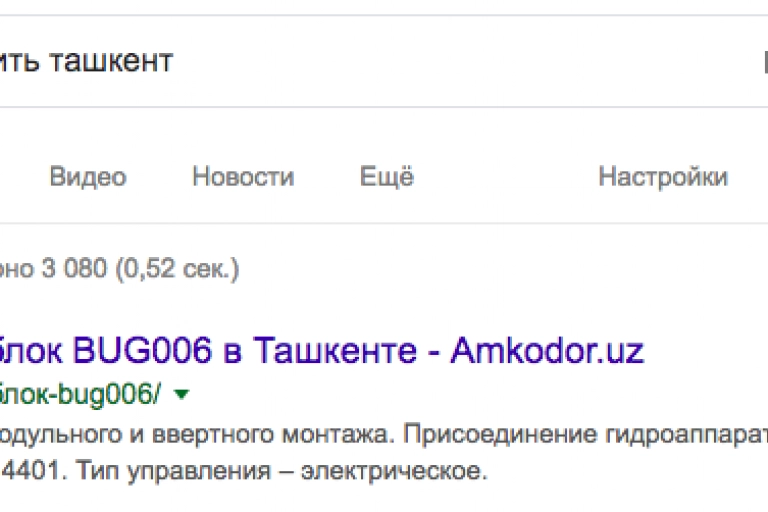 ить ташкент
Видео Новости Ещё Настройки
рно 3 080 (0,52 сек.)
блок BUG006 в Ташкенте - Amkodor.uz
блок-bug006/
одульного и ввертного монтажа. Присоединение гидроаппарат
4401. Тип управления – электрическое.